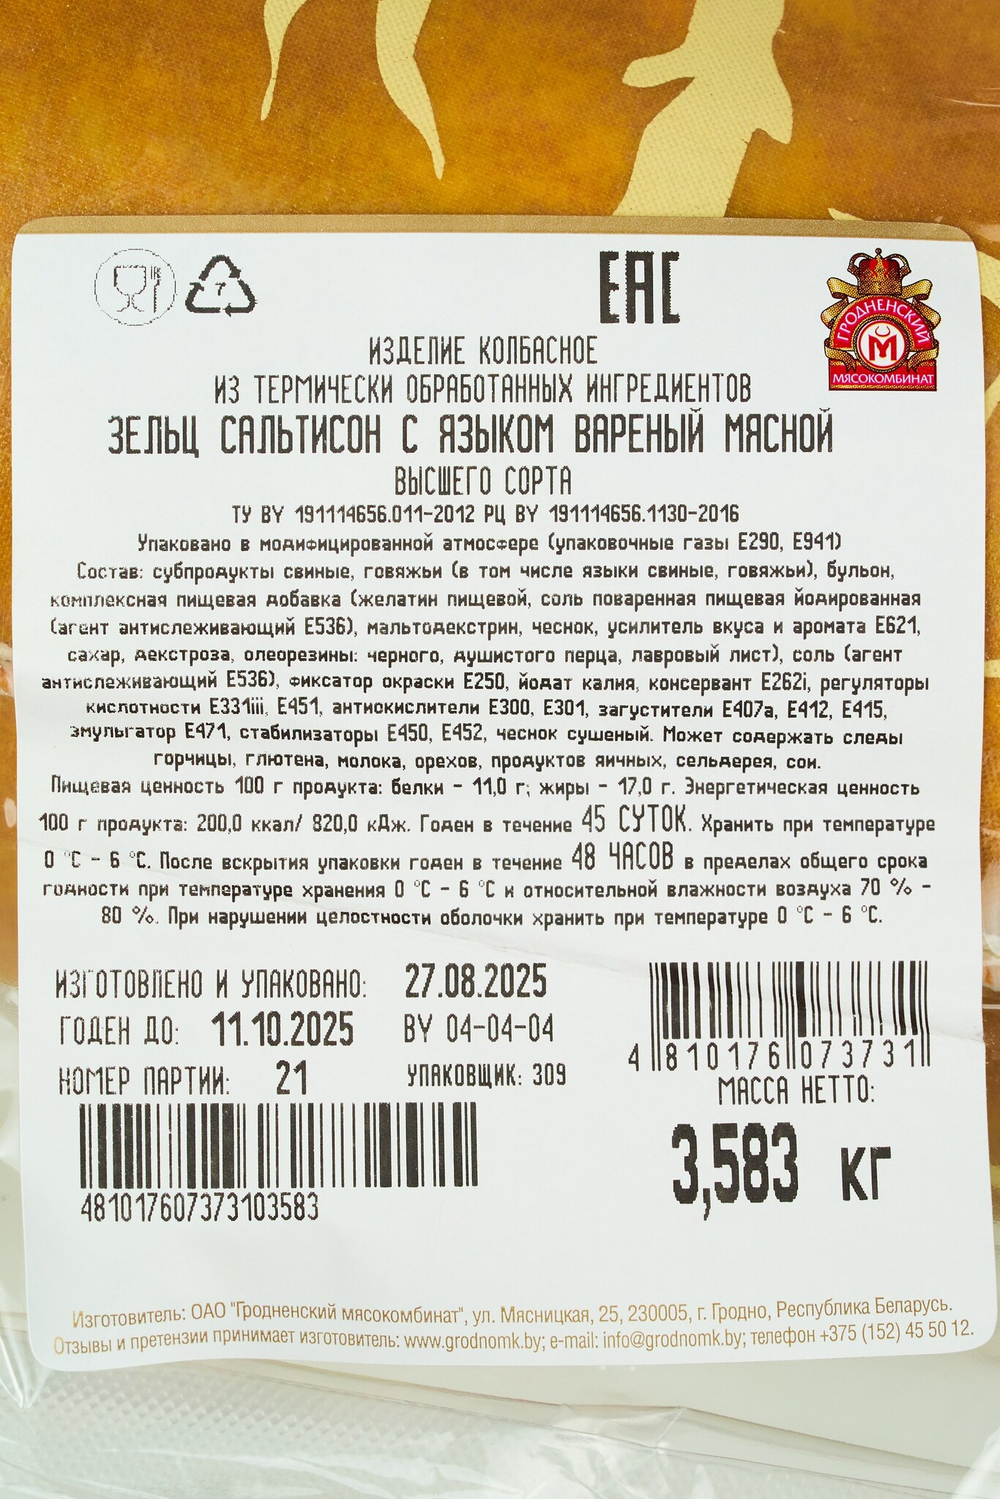 7
ЕАС
ГРОДНЕНСКИЙ
М
МЯСОКОМБИНАТ
ИЗДЕЛИЕ КОЛБАСНОЕ
ИЗ ТЕРМИЧЕСКИ ОБРАБОТАННЫХ ИНГРЕДИЕНТОВ
ЗЕЛЬЦ САЛЬТИСОН С ЯЗЫКОМ ВАРЕНЫЙ МЯСНОЙ
ВЫСШЕГО СОРТА
ТУ BY 191114656.011-2012 РЦ BY 191114656.1130-2016
Упаковано в модифицированной атмосфере (упаковочные газы Е290, Е941)
Состав: субпродукты свиные, говяжьи (в том числе языки свиные, говяжьи), бульон,
комплексная пищевая добавка (желатин пищевой, соль поваренная пищевая йодированная
(агент антислеживающий Е536), мальтодекстрин, чеснок, усилитель вкуса и аромата Е621,
сахар, декстроза, олеорезины: черного, душистого перца, лавровый лист), соль (агент
антислеживающий Е536), фиксатор окраски Е250, йодат калия, консервант Е262i, регуляторы
кислотности Е331iii, Е451, антиокислители Е300, Е301, загустители Е407а, Е412, Е415,
эмульгатор Е471, стабилизаторы Е450, Е452, чеснок сушеный. Может содержать следы
горчицы, глютена, молока, орехов, продуктов яичных, сельдерея, сои.
Пищевая ценность 100 г продукта: белки - 11,0 г; жиры - 17,0 г. Энергетическая ценность
100 г продукта: 200,0 ккал/ 820,0 кДж. Годен в течение 45 СУТОК. Хранить при температуре
0 °С - 6 °С. После вскрытия упаковки годен в течение 48 ЧАСОВ в пределах общего срока
годности при температуре хранения 0 °С - 6 °С и относительной влажности воздуха 70 % -
80 %. При нарушении целостности оболочки хранить при температуре 0 °С - 6 °С.
ИЗГОТОВЛЕНО И УПАКОВАНО: 27.08.2025
ГОДЕН ДО: 11.10.2025 BY 04-04-04
НОМЕР ПАРТИИ: 21 УПАКОВЩИК: 309
4810176073731
МАССА НЕТТО:
3,583 кг
481017607373103583
Изготовитель: ОАО "Гродненский мясокомбинат", ул. Мясницкая, 25, 230005, г. Гродно, Республика Беларусь.
Отзывы и претензии принимает изготовитель: www.grodnomk.by; e-mail: info@grodnomk.by; телефон +375 (152) 45 50 12.